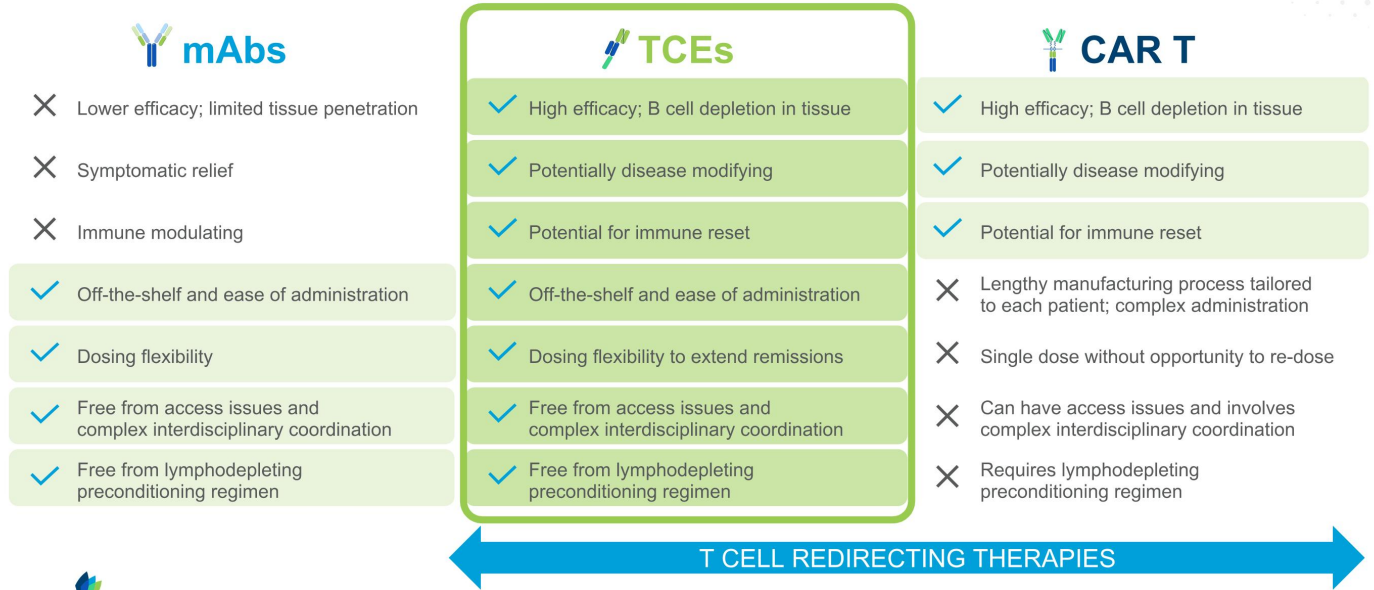 mAbs
Lower efficacy; limited tissue penetration
Symptomatic relief
Immune modulating
Off-the-shelf and ease of administration
Dosing flexibility
Free from access issues and
complex interdisciplinary coordination
Free from lymphodepleting
preconditioning regimen
TCEs
High efficacy; B cell depletion in tissue
Potentially disease modifying
Potential for immune reset
Off-the-shelf and ease of administration
Dosing flexibility to extend remissions
Free from access issues and
complex interdisciplinary coordination
Free from lymphodepleting
preconditioning regimen
CAR T
High efficacy; B cell depletion in tissue
Potentially disease modifying
Potential for immune reset
Lengthy manufacturing process tailored
to each patient; complex administration
Single dose without opportunity to re-dose
Can have access issues and involves
complex interdisciplinary coordination
Requires lymphodepleting
preconditioning regimen
T CELL REDIRECTING THERAPIES